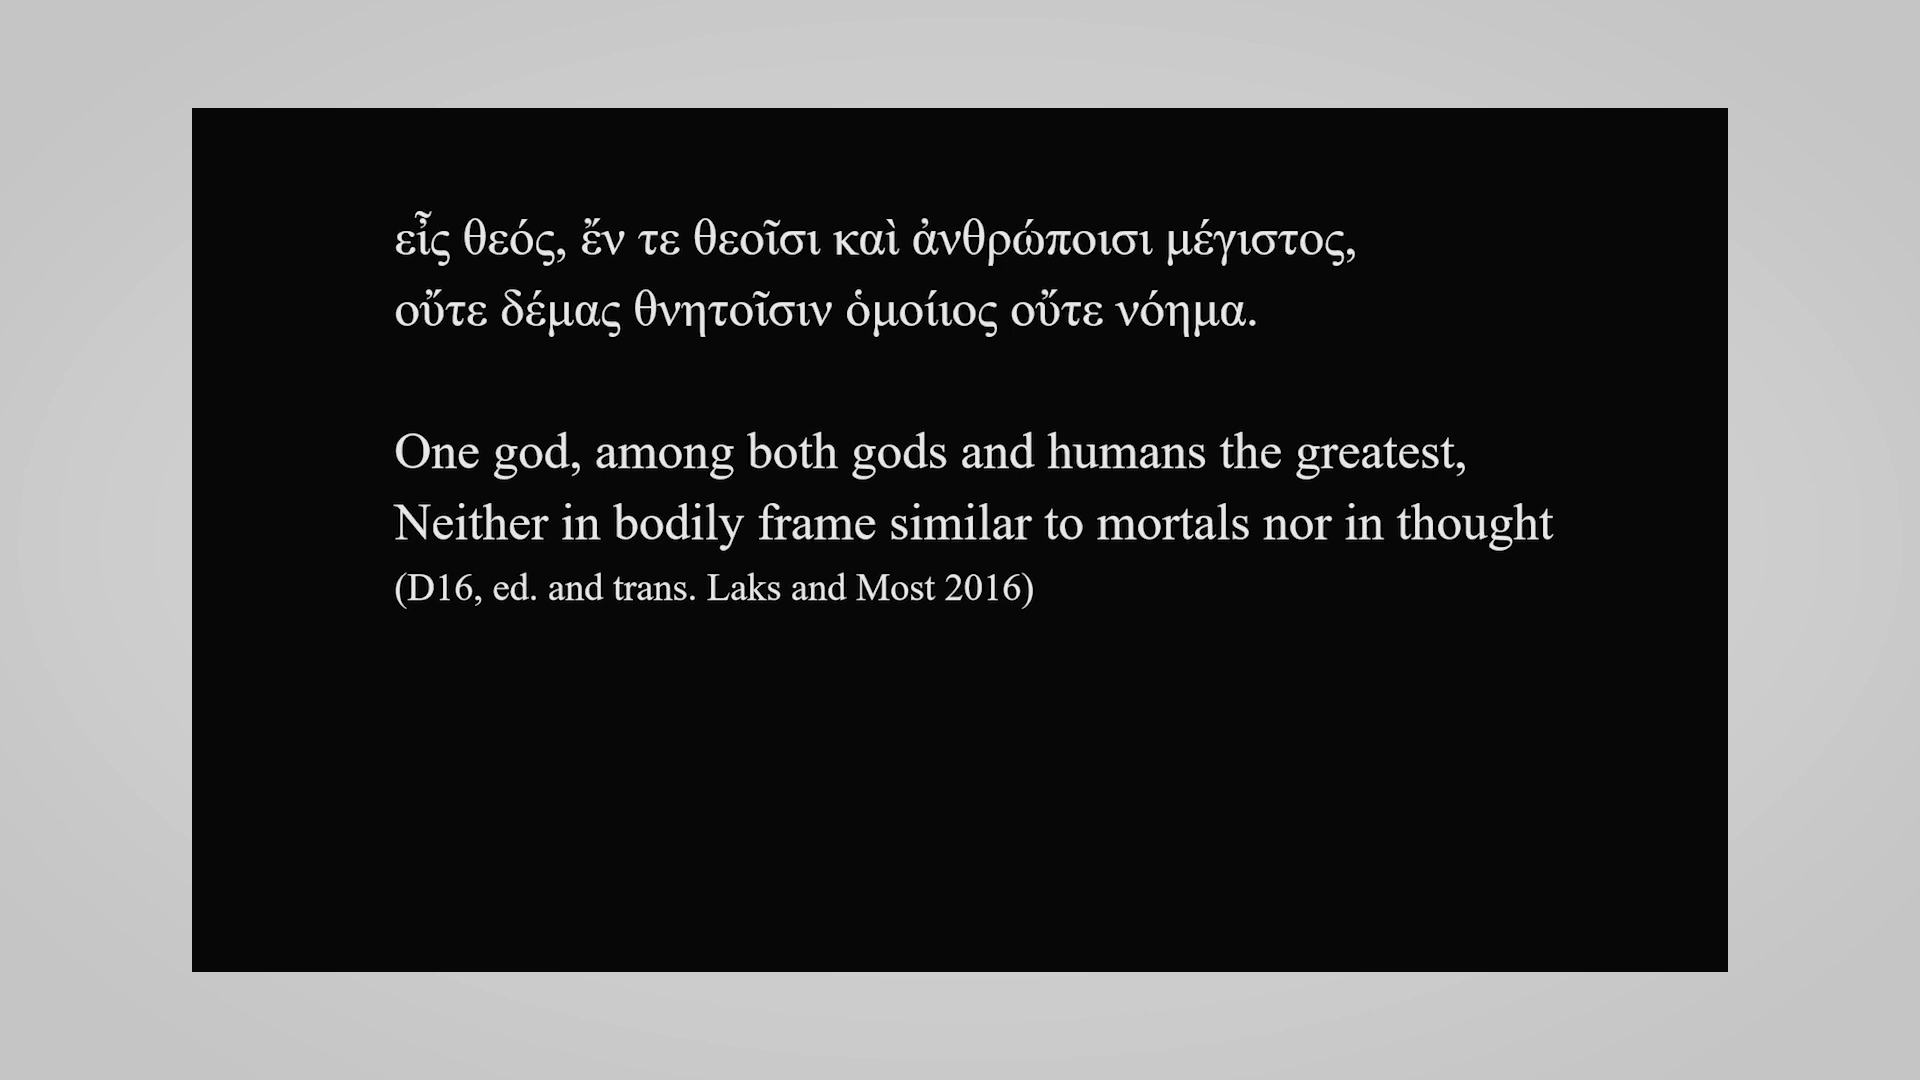 εἷς θεός, ἔν τε θεοῖσι καὶ ἀνθρώποισι μέγιστος,
οὔτε δέμας θνητοῖσιν ὁμοίιος οὔτε νόημα.
One god, among both gods and humans the greatest,
Neither in bodily frame similar to mortals nor in thought
(D16, ed. and trans. Laks and Most 2016)